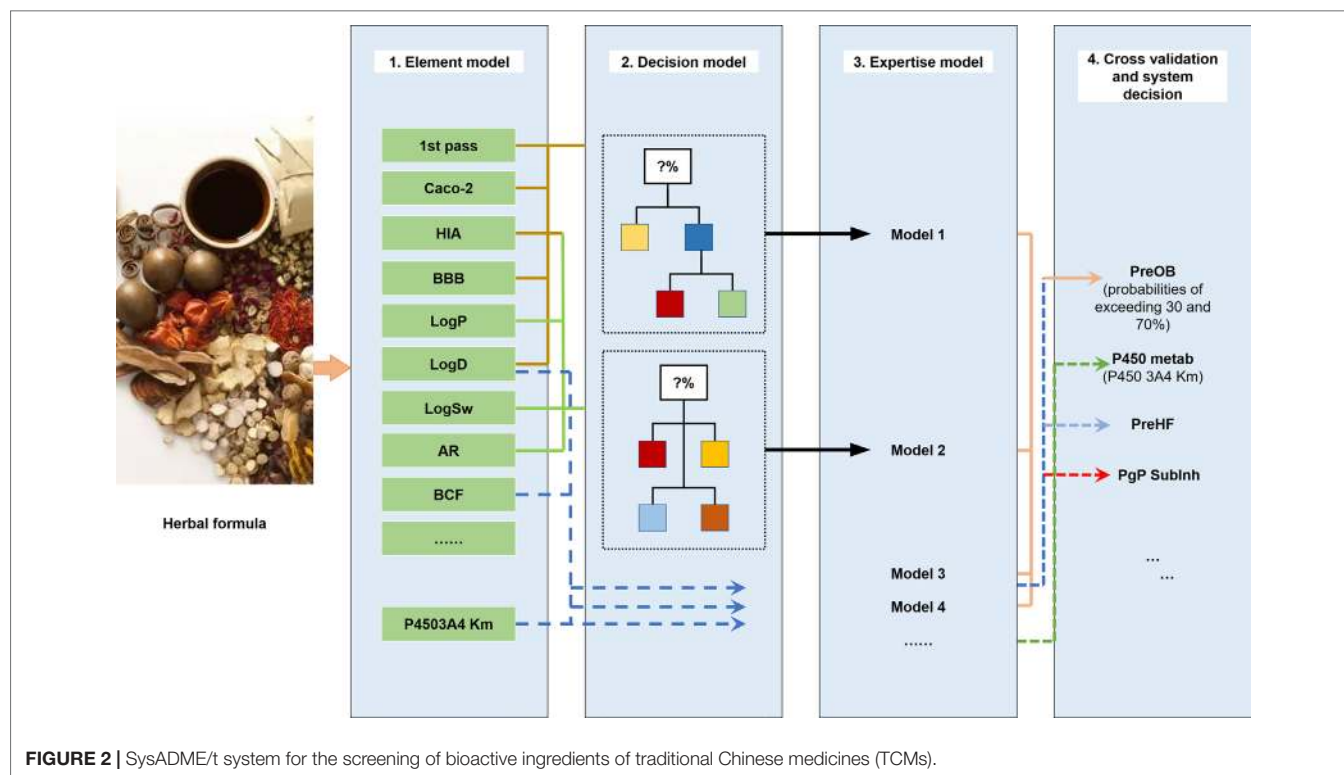 1. Element model
2. Decision model
3. Expertise model
4. Cross validation
and system
decision
1st pass
Caco-2
HIA
BBB
LogP
LogD
LogSw
AR
BCF
......
P4503A4 Km
Herbal formula
?%
?%
Model 1
Model 2
Model 3
Model 4
......
PreOB
(probabilities of
exceeding 30 and
70%)
P450 metab
(P450 3A4 Km)
PreHF
PgP SubInh
...
...
FIGURE 2 | SysADME/t system for the screening of bioactive ingredients of traditional Chinese medicines (TCMs).